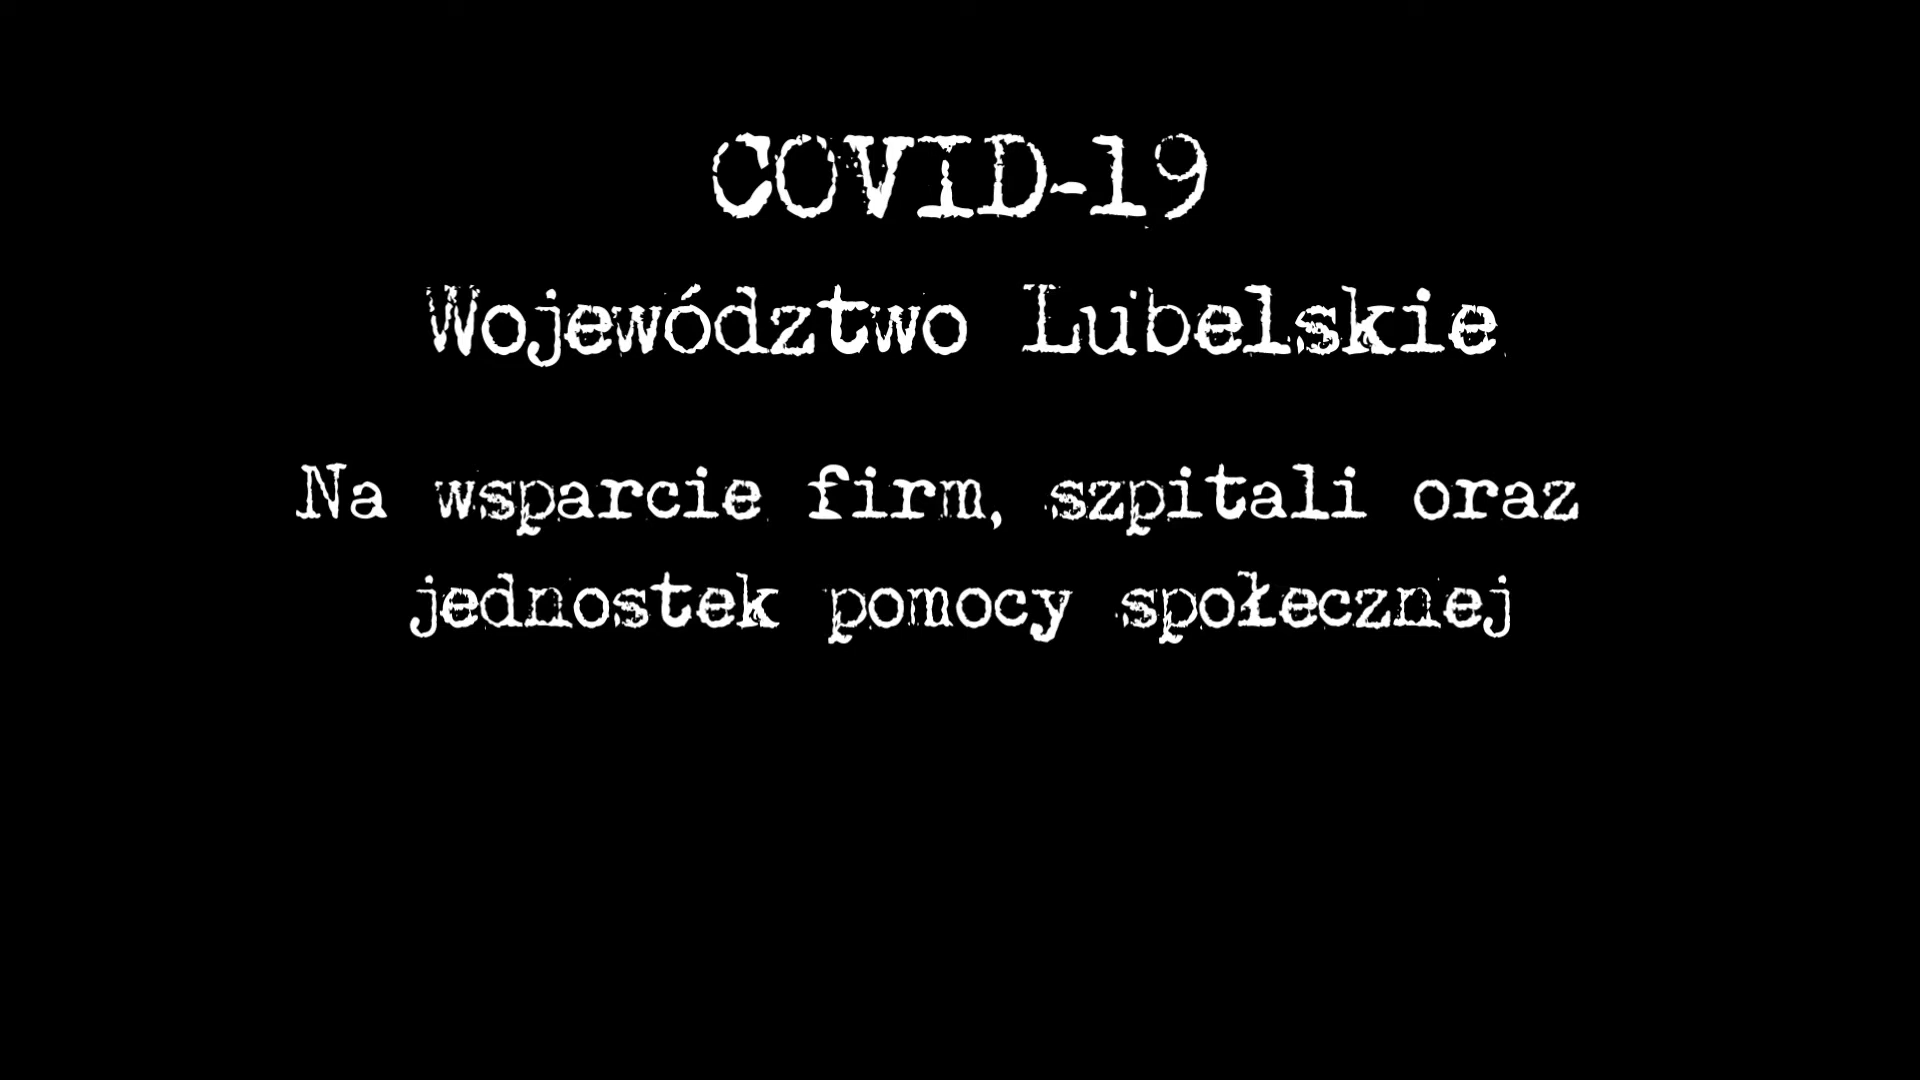 COVID-19
Województwo Lubelskie
Na wsparcie firm, szpitali oraz
jednostek pomocy społecznej